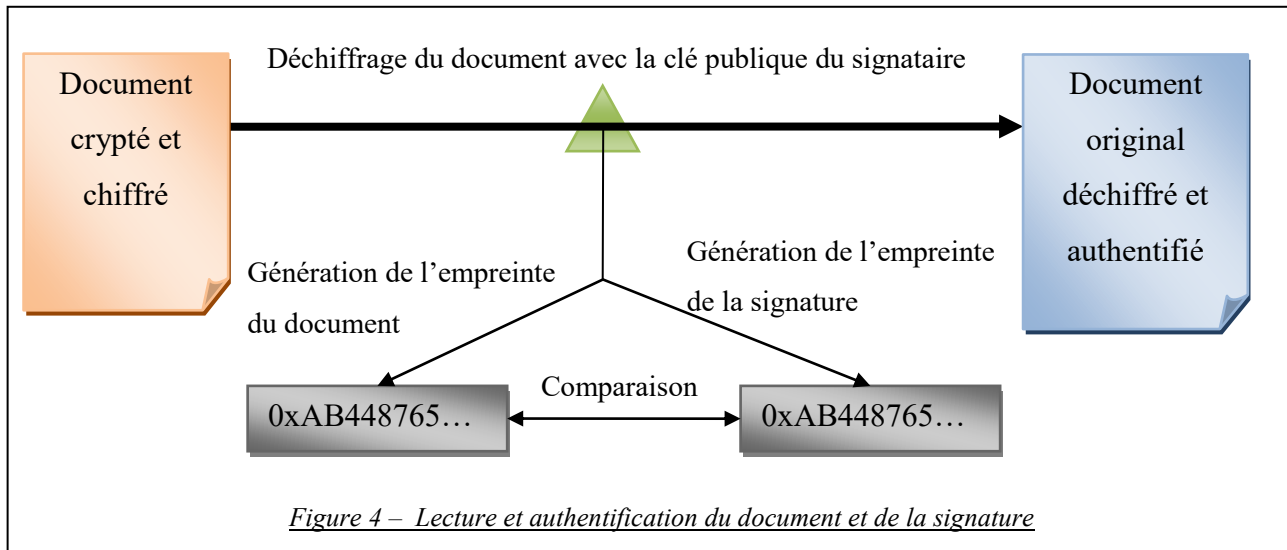 Déchiffrage du document avec la clé publique du signataire
Document
crypté et
chiffré
Document
original
déchiffré et
authentifié
Génération de l’empreinte
du document
Génération de l’empreinte
de la signature
Comparaison
0xAB448765…
0xAB448765…
Figure 4 – Lecture et authentification du document et de la signature